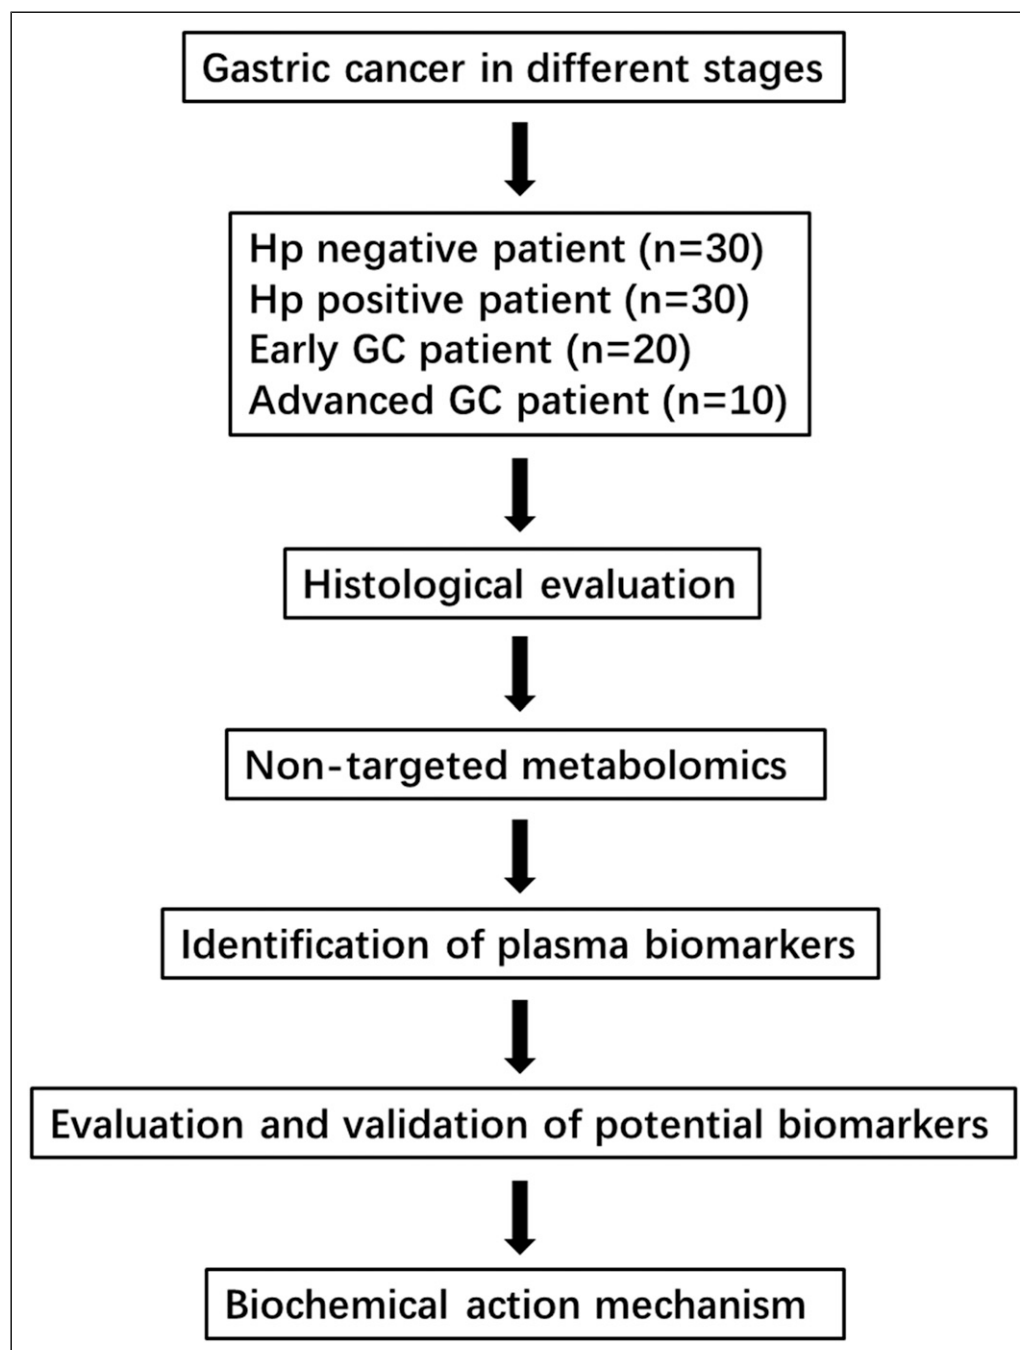 Gastric cancer in different stages
Hp negative patient (n=30)
Hp positive patient (n=30)
Early GC patient (n=20)
Advanced GC patient (n=10)
Histological evaluation
Non-targeted metabolomics
Identification of plasma biomarkers
Evaluation and validation of potential biomarkers
Biochemical action mechanism